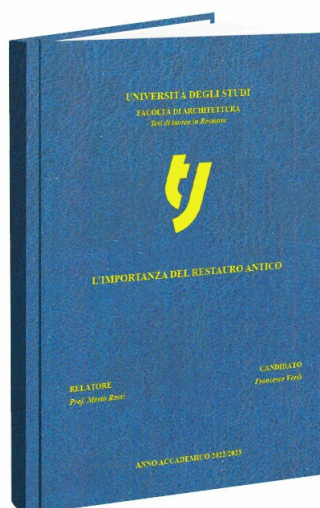 UNIVERSITÀ DEGLI STUDI
FACOLTÀ DI ARCHITETTURA
Tesi di laurea in Restauro
tj
L'IMPORTANZA DEL RESTAURO ANTICO
RELATORE
Prof. Mario Rossi
CANDIDATO
Francesco Verdi
ANNO ACCADEMICO 2022/2023